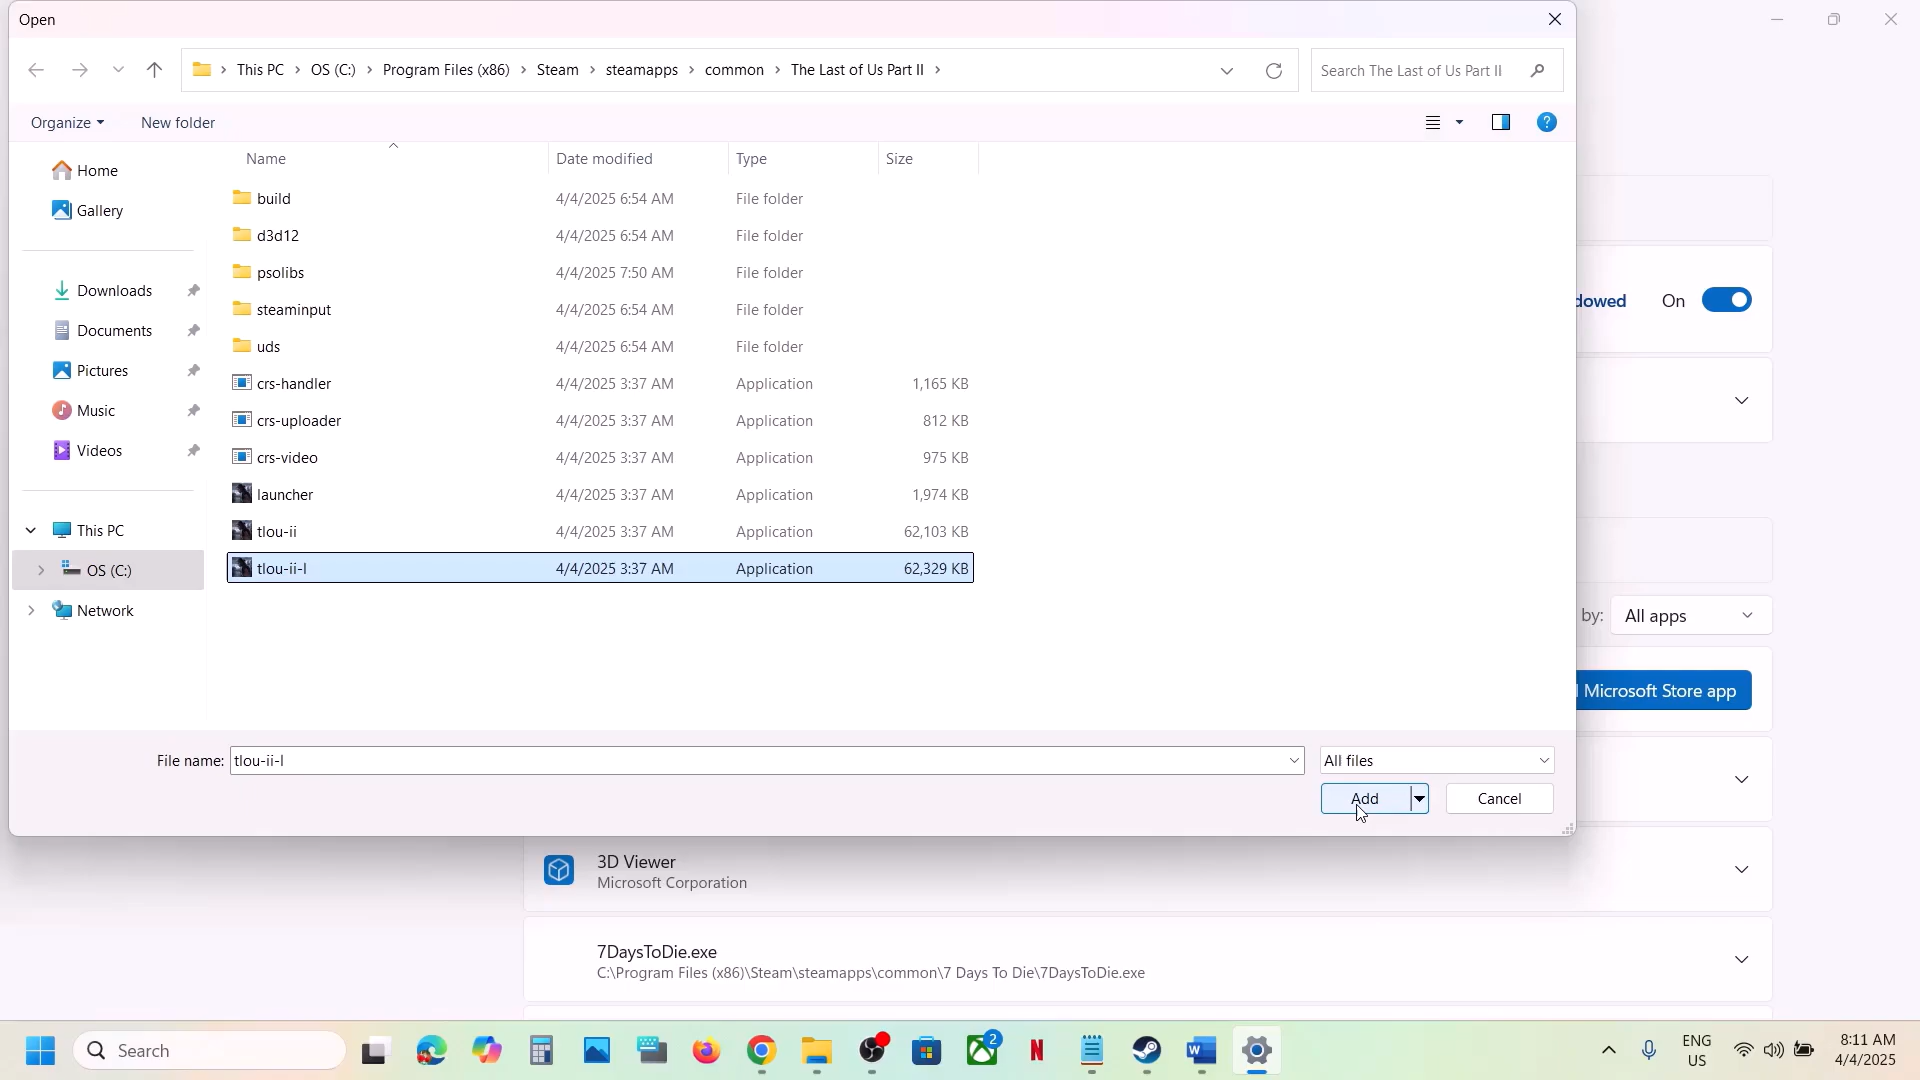 Open
This PC > OS (C:) > Program Files (x86) > Steam > steamapps > common > The Last of Us Part II >
Search The Last of Us Part II
Organize
New folder
Name
Date modified
Type
Size
Home
Gallery
Downloads
Documents
Pictures
Music
Videos
This PC
OS (C:)
Network
build 4/4/2025 6:54 AM File folder
d3d12 4/4/2025 6:54 AM File folder
psolibs 4/4/2025 7:50 AM File folder
steaminput 4/4/2025 6:54 AM File folder
uds 4/4/2025 6:54 AM File folder
crs-handler 4/4/2025 3:37 AM Application 1,165 KB
crs-uploader 4/4/2025 3:37 AM Application 812 KB
crs-video 4/4/2025 3:37 AM Application 975 KB
launcher 4/4/2025 3:37 AM Application 1,974 KB
tlou-ii 4/4/2025 3:37 AM Application 62,103 KB
tlou-ii-l 4/4/2025 3:37 AM Application 62,329 KB
File name: tlou-ii-l
All files
Add
Cancel
dowed On
by: All apps
Microsoft Store app
3D Viewer
Microsoft Corporation
7DaysToDie.exe
C:\Program Files (x86)\Steam\steamapps\common\7 Days To Die\7DaysToDie.exe
Search
2
ENG
US
8:11 AM
4/4/2025